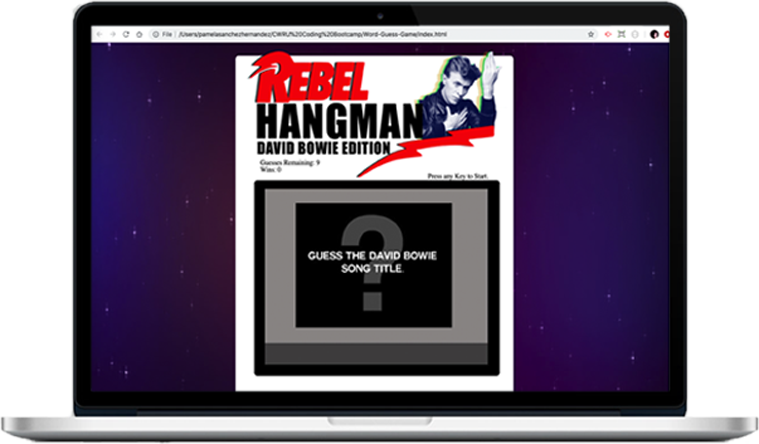 File | /Users/pamelasanchezhernandez/CWRU%20Coding%20Bootcamp/Word-Guess-Game/index.html
REBEL
HANGMAN
DAVID BOWIE EDITION
Guesses Remaining: 9
Wins: 0
Press any Key to Start.
?
GUESS THE DAVID BOWIE
SONG TITLE.